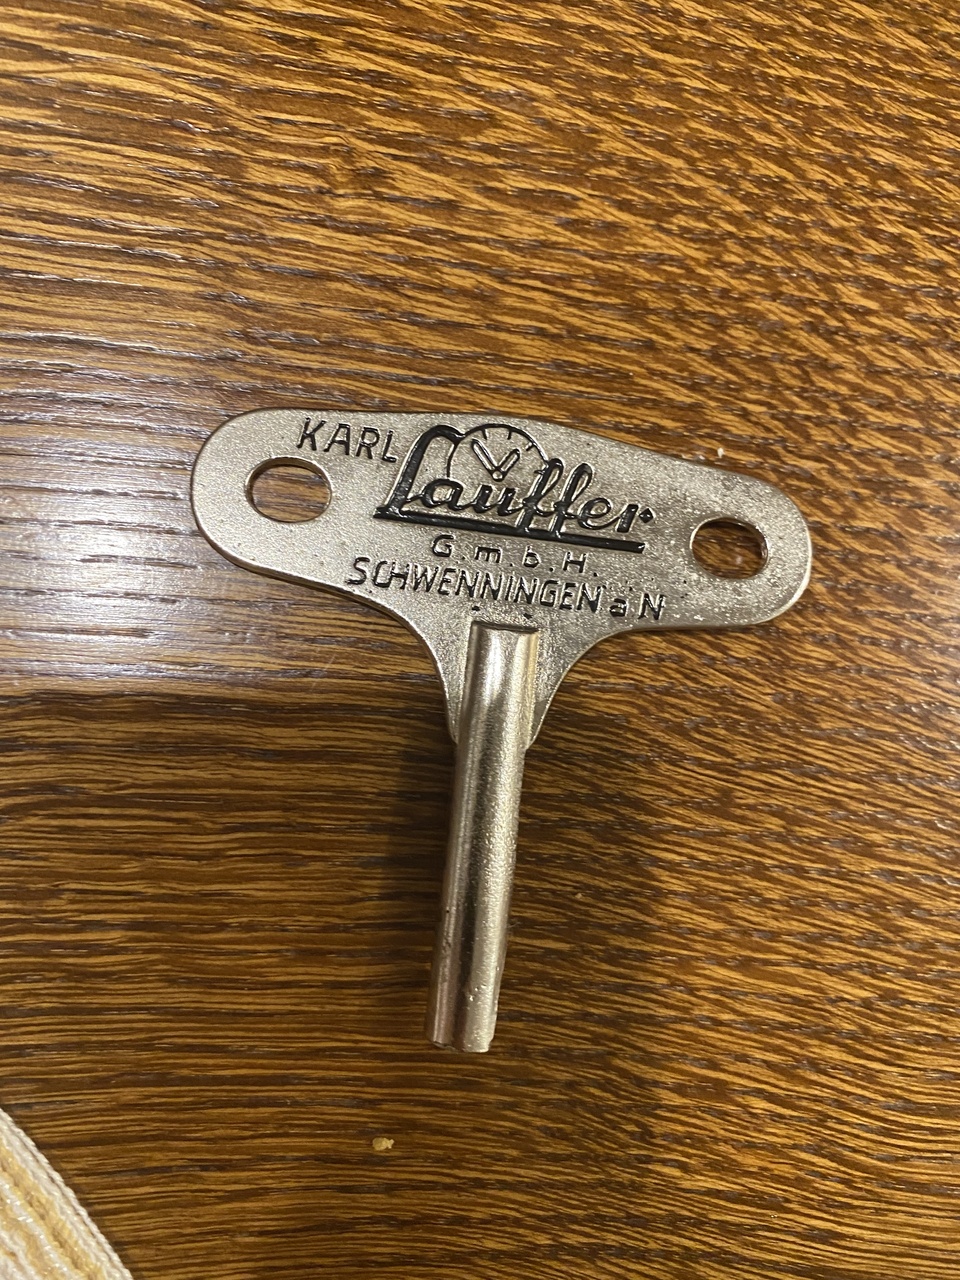 KARL Lauffer
G.m.b.H.
SCHWENNINGEN a N